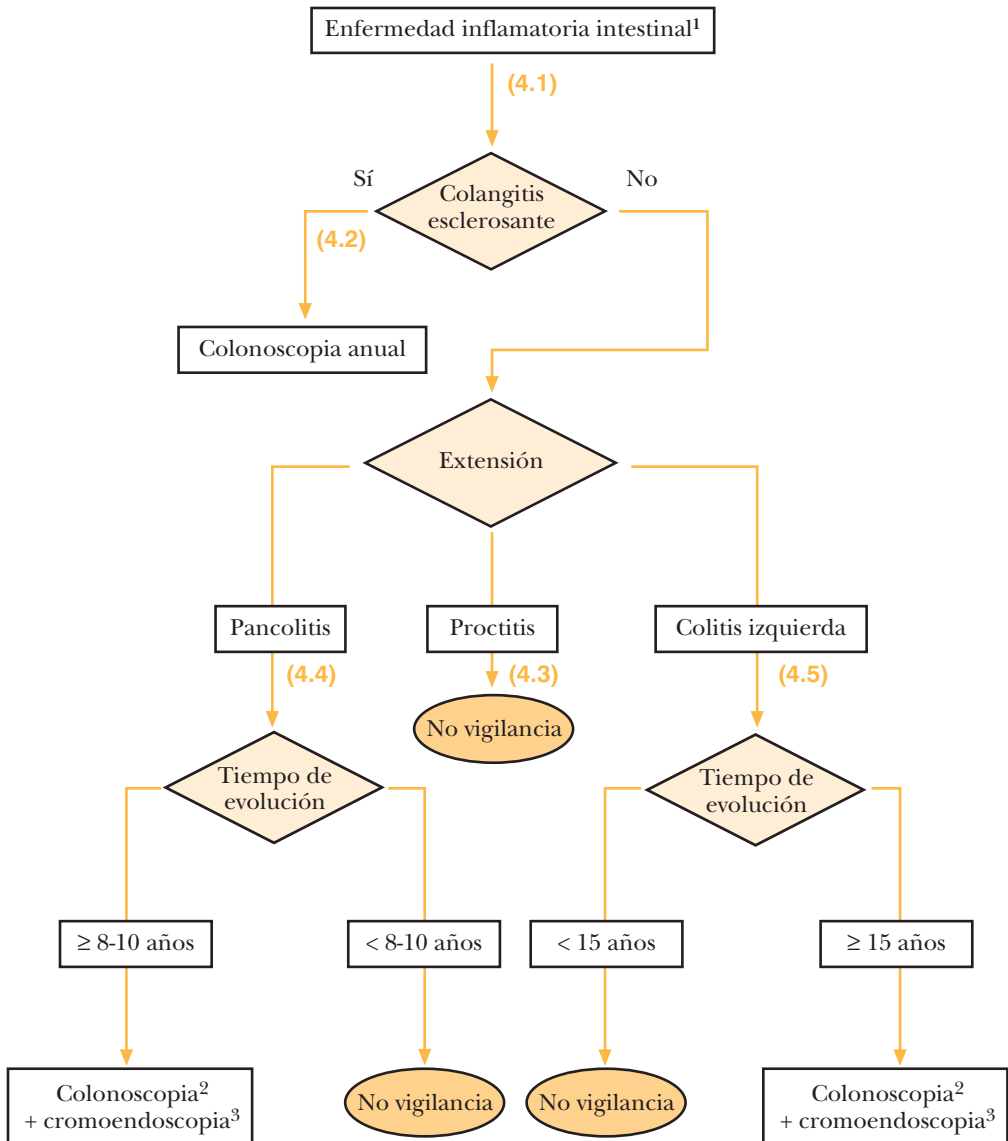 Enfermedad inflamatoria intestinal¹
(4.1)
Sí
No
Colangitis
esclerosante
(4.2)
Colonoscopia anual
Extensión
Pancolitis
Proctitis
Colitis izquierda
(4.4)
(4.3)
(4.5)
No vigilancia
Tiempo de
evolución
Tiempo de
evolución
≥ 8-10 años
< 8-10 años
< 15 años
≥ 15 años
Colonoscopia²
+ cromoendoscopia³
No vigilancia
No vigilancia
Colonoscopia²
+ cromoendoscopia³